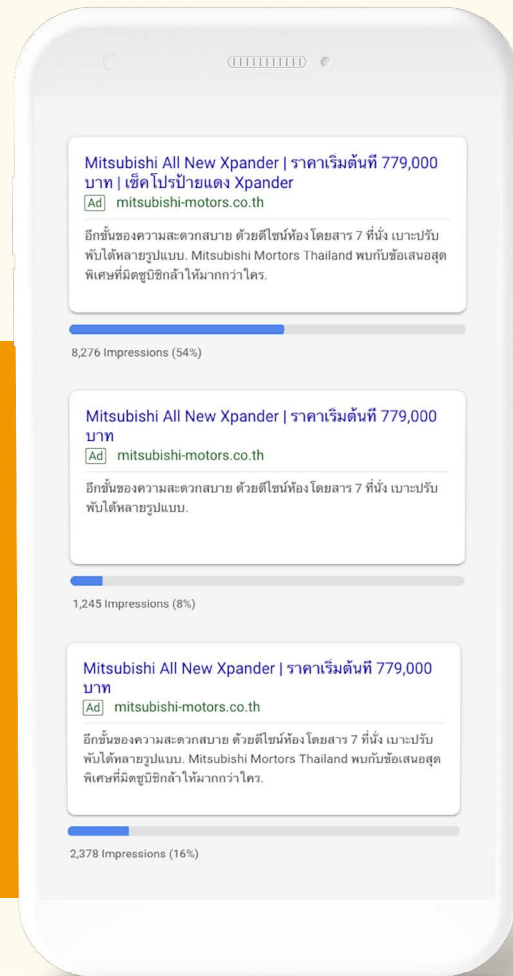 Mitsubishi All New Xpander | ราคาเริ่มต้นที่ 779,000
บาท | เช็คโปรป้ายแดง Xpander
Ad mitsubishi-motors.co.th
อีกขั้นของความสะดวกสบาย ด้วยดีไซน์ห้องโดยสาร 7 ที่นั่ง เบาะปรับ
พับได้หลายรูปแบบ. Mitsubishi Mortors Thailand พบกับข้อเสนอสุด
พิเศษที่มิตซูบิชิกล้าให้มากกว่าใคร.
8,276 Impressions (54%)
Mitsubishi All New Xpander | ราคาเริ่มต้นที่ 779,000
บาท
Ad mitsubishi-motors.co.th
อีกขั้นของความสะดวกสบาย ด้วยดีไซน์ห้องโดยสาร 7 ที่นั่ง เบาะปรับ
พับได้หลายรูปแบบ.
1,245 Impressions (8%)
Mitsubishi All New Xpander | ราคาเริ่มต้นที่ 779,000
บาท
Ad mitsubishi-motors.co.th
อีกขั้นของความสะดวกสบาย ด้วยดีไซน์ห้องโดยสาร 7 ที่นั่ง เบาะปรับ
พับได้หลายรูปแบบ. Mitsubishi Mortors Thailand พบกับข้อเสนอสุด
พิเศษที่มิตซูบิชิกล้าให้มากกว่าใคร.
2,378 Impressions (16%)